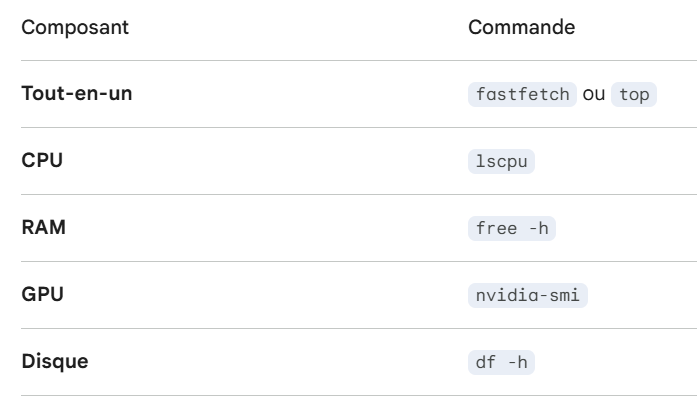 Composant Commande
Tout-en-un fastfetch ou top
CPU lscpu
RAM free -h
GPU nvidia-smi
Disque df -h